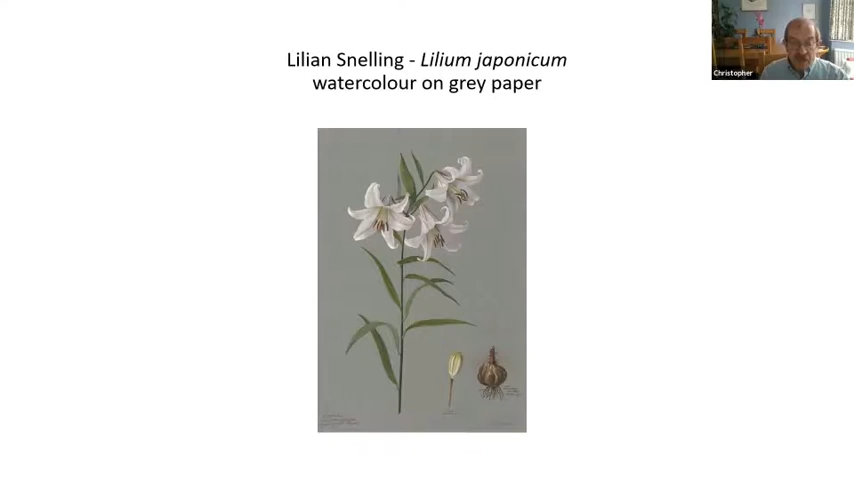 Lilian Snelling - Lilium japonicum
watercolour on grey paper
Christopher